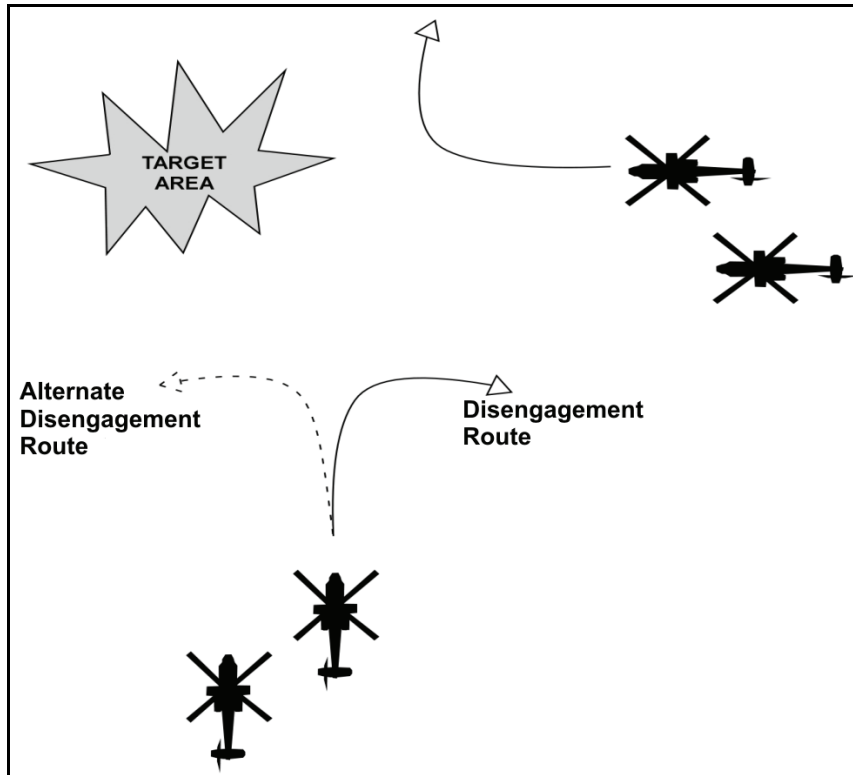 TARGET
AREA
Alternate
Disengagement
Route
Disengagement
Route